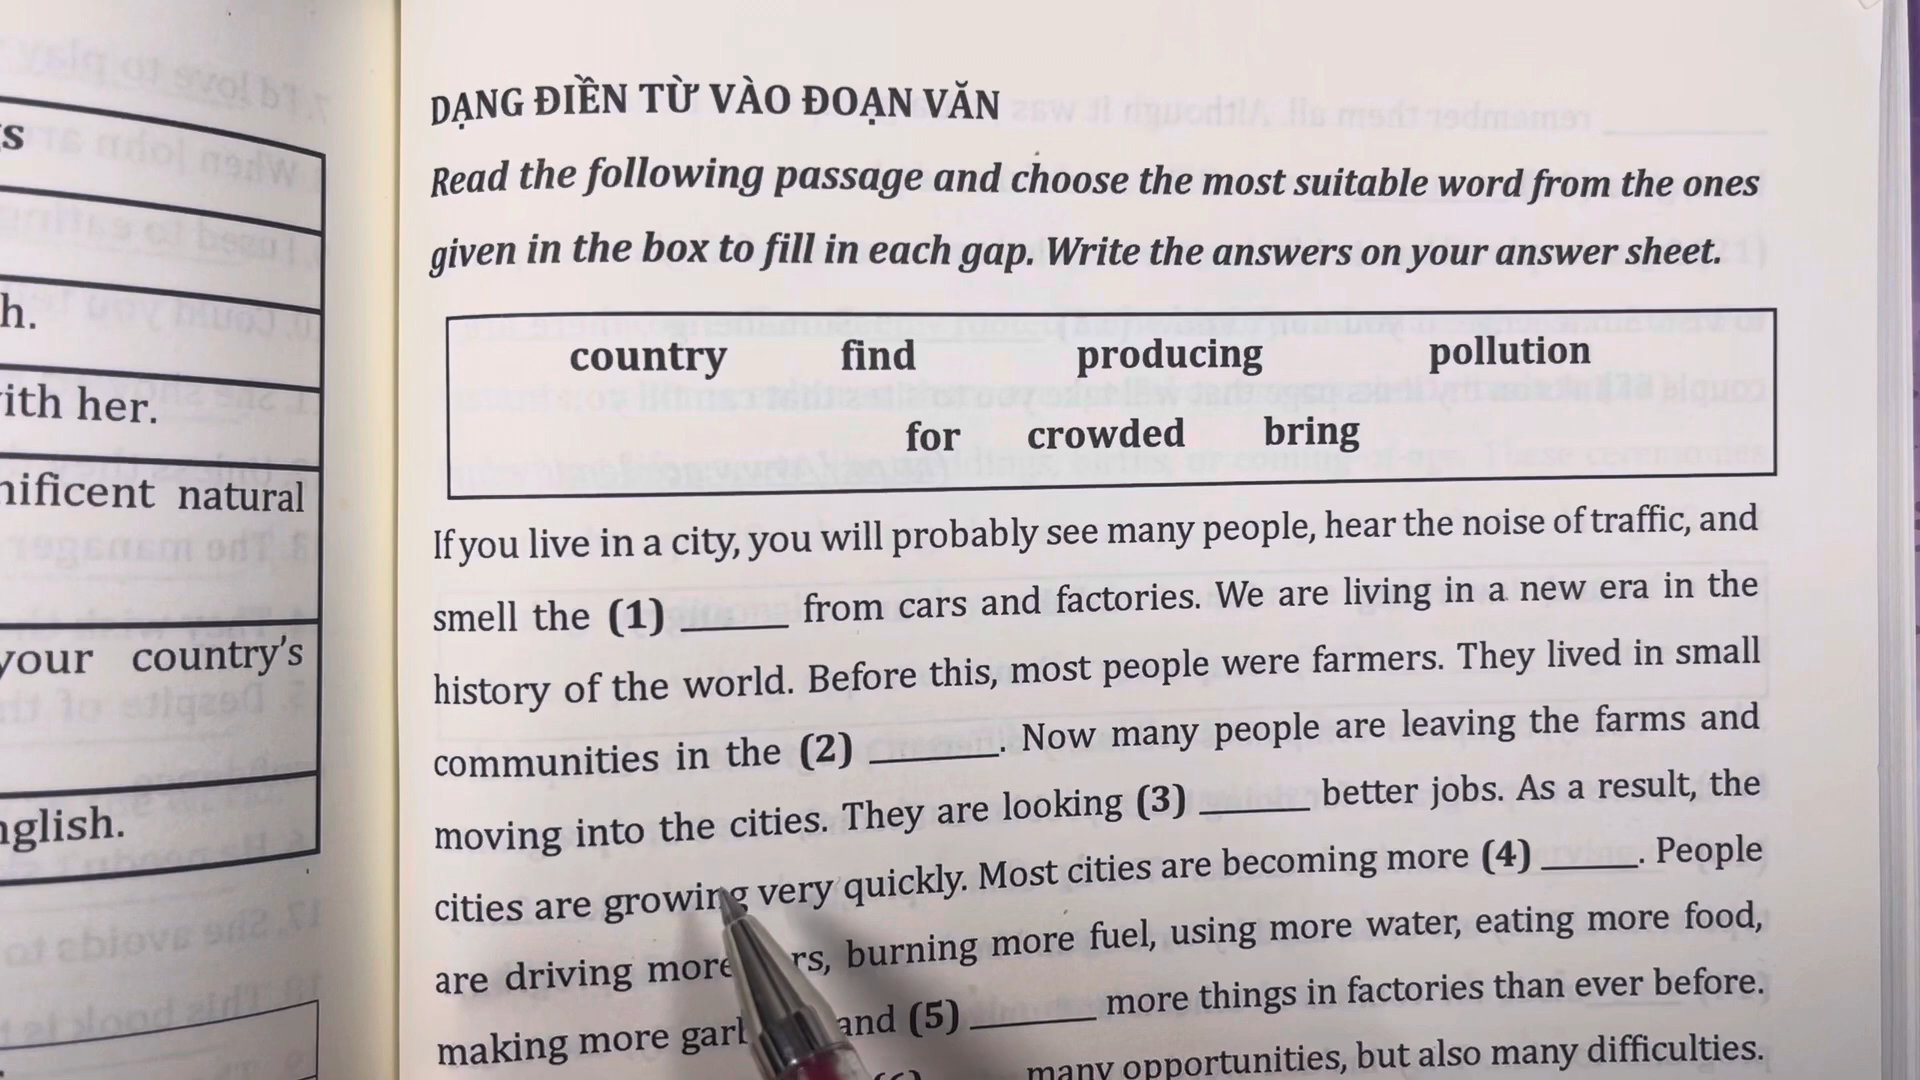 s
h.
ith her.
nificent natural
your country's
nglish.
DẠNG ĐIỀN TỪ VÀO ĐOẠN VĂN
Read the following passage and choose the most suitable word from the ones
given in the box to fill in each gap. Write the answers on your answer sheet.
country find producing pollution
for crowded bring
If you live in a city, you will probably see many people, hear the noise of traffic, and
smell the (1) ______ from cars and factories. We are living in a new era in the
history of the world. Before this, most people were farmers. They lived in small
communities in the (2) _______. Now many people are leaving the farms and
moving into the cities. They are looking (3) ______ better jobs. As a result, the
cities are growing very quickly. Most cities are becoming more (4) _____. People
are driving more rs, burning more fuel, using more water, eating more food,
making more garb and (5) _______ more things in factories than ever before.
(6) ___ many opportunities, but also many difficulties.